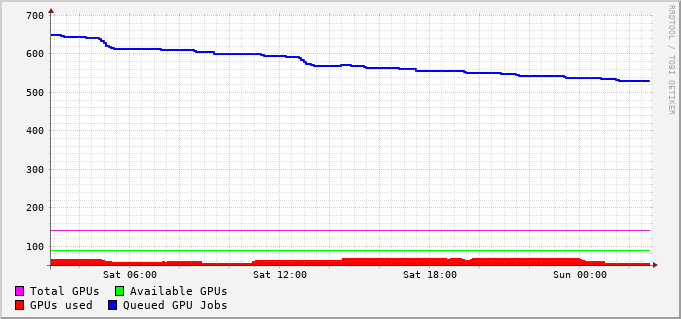 700
600
500
400
300
200
100
Sat 06:00 Sat 12:00 Sat 18:00 Sun 00:00
Total GPUs Available GPUs
GPUs used Queued GPU Jobs
RRDTOOL / TOBI OETIKER